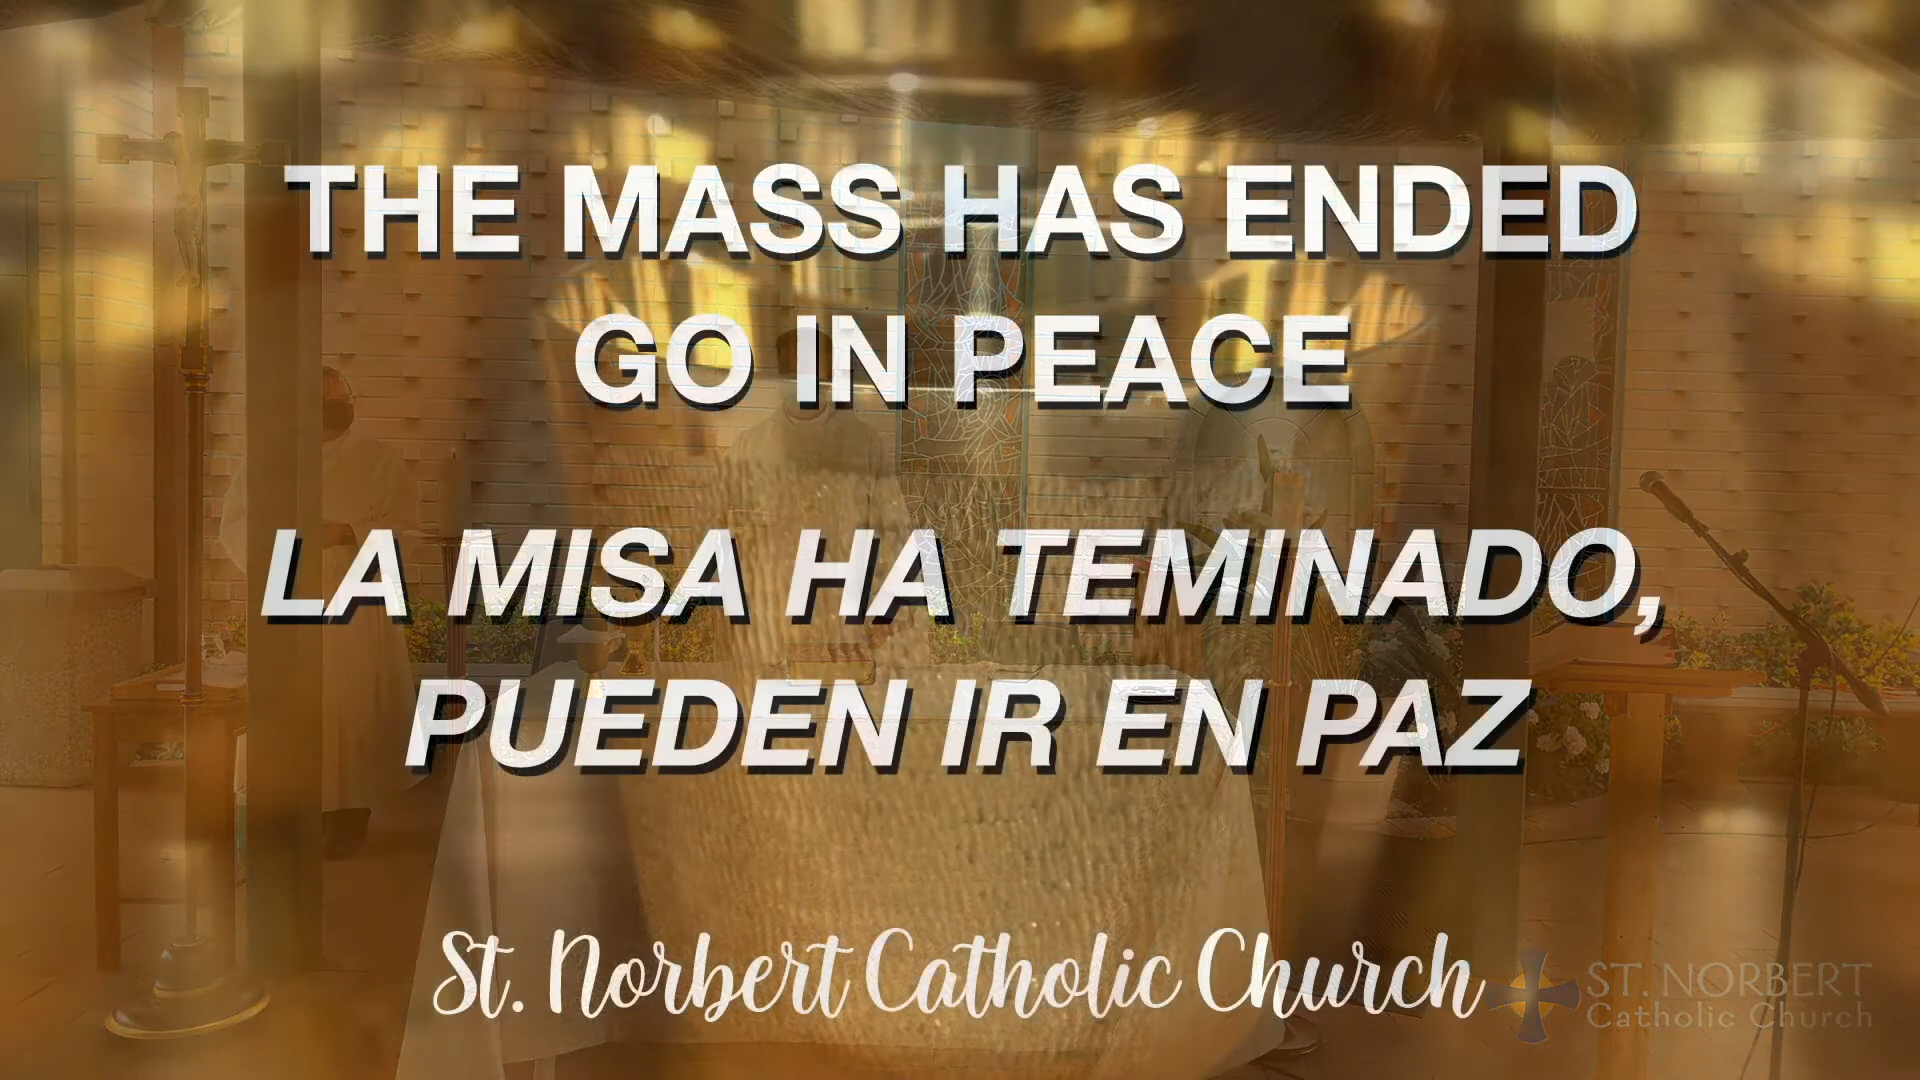 THE MASS HAS ENDED
GO IN PEACE
LA MISA HA TEMINADO,
PUEDEN IR EN PAZ
St. Norbert Catholic Church
ST. NORBERT
Catholic Church